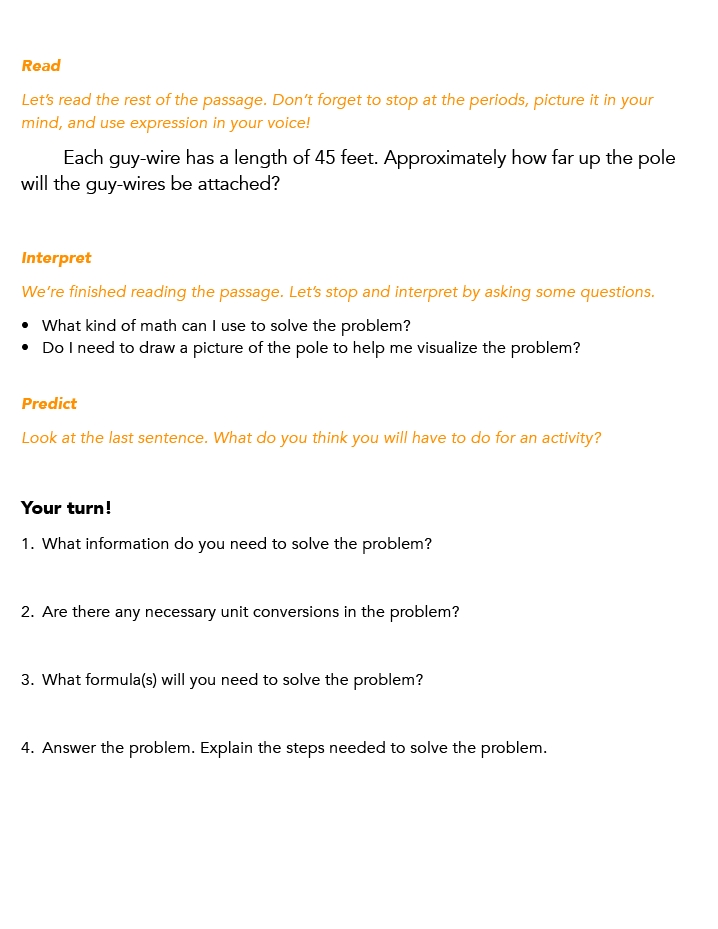 Read
Let's read the rest of the passage. Don't forget to stop at the periods, picture it in your
mind, and use expression in your voice!
Each guy-wire has a length of 45 feet. Approximately how far up the pole
will the guy-wires be attached?
Interpret
We're finished reading the passage. Let's stop and interpret by asking some questions.
• What kind of math can I use to solve the problem?
• Do I need to draw a picture of the pole to help me visualize the problem?
Predict
Look at the last sentence. What do you think you will have to do for an activity?
Your turn!
1. What information do you need to solve the problem?
2. Are there any necessary unit conversions in the problem?
3. What formula(s) will you need to solve the problem?
4. Answer the problem. Explain the steps needed to solve the problem.